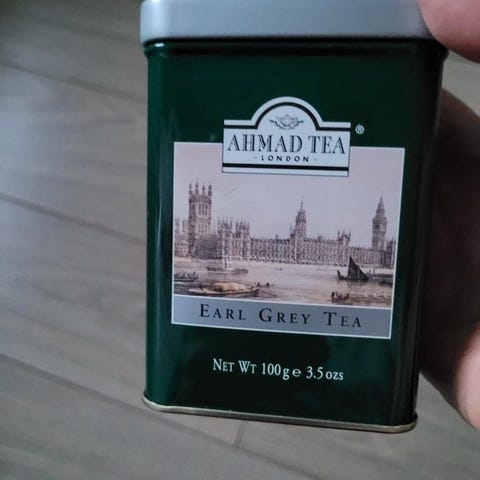 AHMAD TEA®
- LONDON -
EARL GREY TEA
NET WT 100g e 3.5 ozs